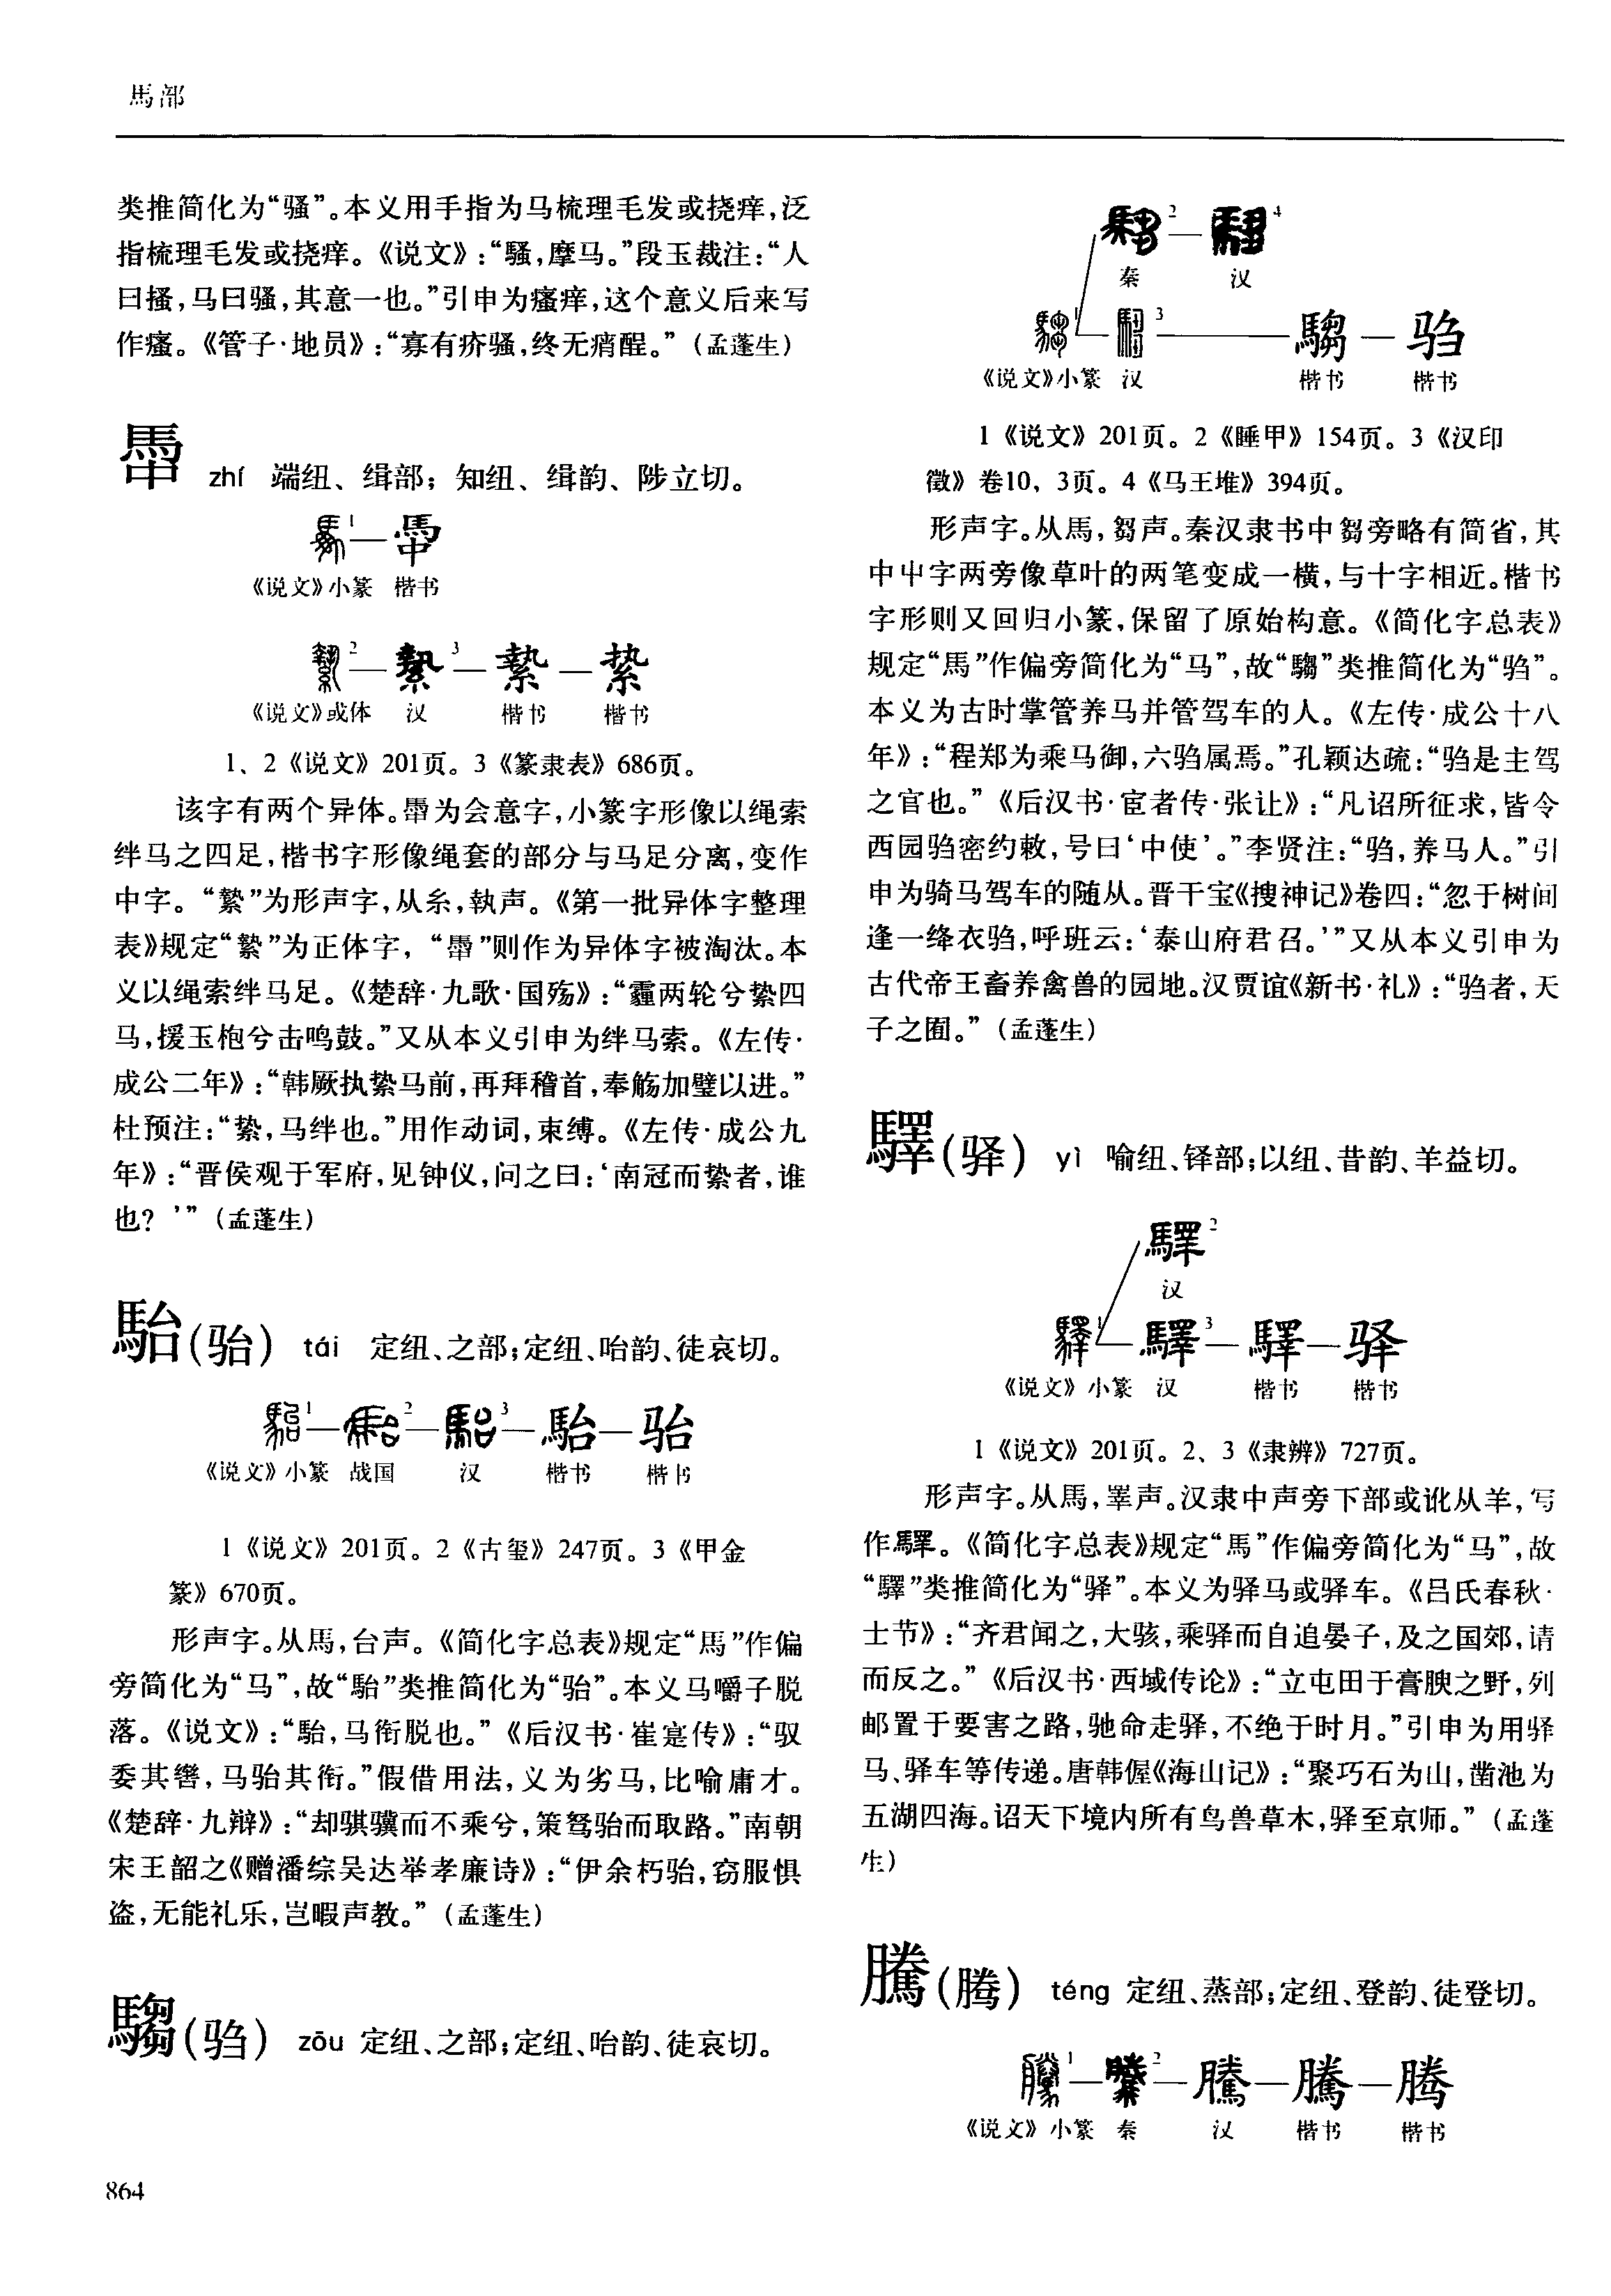 馬部
类推简化为“骚”。本义用手指为马梳理毛发或挠痒,泛
指梳理毛发或挠痒。《说文》:“騷,摩马。”段玉裁注:“人
曰搔,马曰骚,其意一也。”引申为瘙痒,这个意义后来写
作瘙。《管子·地员》:“寡有疥骚,终无痟酲。”(孟蓬生)
馽 zhí 端纽、缉部;知纽、缉韵、陟立切。
1 — 馽
《说文》小篆 楷书
2 — 3 — 縶 — 絷
《说文》或体 汉 楷书 楷书
1、2《说文》201页。3《篆隶表》686页。
该字有两个异体。馽为会意字,小篆字形像以绳索
绊马之四足,楷书字形像绳套的部分与马足分离,变作
中字。“縶”为形声字,从糸,執声。《第一批异体字整理
表》规定“縶”为正体字,“馽”则作为异体字被淘汰。本
义以绳索绊马足。《楚辞·九歌·国殇》:“霾两轮兮絷四
马,援玉枹兮击鸣鼓。”又从本义引申为绊马索。《左传·
成公二年》:“韩厥执絷马前,再拜稽首,奉觞加璧以进。”
杜预注:“絷,马绊也。”用作动词,束缚。《左传·成公九
年》:“晋侯观于军府,见钟仪,问之曰:‘南冠而絷者,谁
也?’”(孟蓬生)
駘(骀) tái 定纽、之部;定纽、咍韵、徒哀切。
1 — 2 — 3 — 駘 — 骀
《说文》小篆 战国 汉 楷书 楷书
1《说文》201页。2《古玺》247页。3《甲金
篆》670页。
形声字。从馬,台声。《简化字总表》规定“馬”作偏
旁简化为“马”,故“駘”类推简化为“骀”。本义马嚼子脱
落。《说文》:“駘,马衔脱也。”《后汉书·崔寔传》:“驭
委其辔,马骀其衔。”假借用法,义为劣马,比喻庸才。
《楚辞·九辩》:“却骐骥而不乘兮,策驽骀而取路。”南朝
宋王韶之《赠潘综吴达举孝廉诗》:“伊余朽骀,窃服惧
盗,无能礼乐,岂暇声教。”(孟蓬生)
騶(驺) zōu 定纽、之部;定纽、咍韵、徒哀切。
864
2 — 4
秦 汉
1 3 — 騶 — 驺
《说文》小篆 汉 楷书 楷书
1《说文》201页。2《睡甲》154页。3《汉印
徵》卷10,3页。4《马王堆》394页。
形声字。从馬,芻声。秦汉隶书中芻旁略有简省,其
中屮字两旁像草叶的两笔变成一横,与十字相近。楷书
字形则又回归小篆,保留了原始构意。《简化字总表》
规定“馬”作偏旁简化为“马”,故“騶”类推简化为“驺”。
本义为古时掌管养马并管驾车的人。《左传·成公十八
年》:“程郑为乘马御,六驺属焉。”孔颖达疏:“驺是主驾
之官也。”《后汉书·宦者传·张让》:“凡诏所征求,皆令
西园驺密约敕,号曰‘中使’。”李贤注:“驺,养马人。”引
申为骑马驾车的随从。晋干宝《搜神记》卷四:“忽于树间
逢一绛衣驺,呼班云:‘泰山府君召。’”又从本义引申为
古代帝王畜养禽兽的园地。汉贾谊《新书·礼》:“驺者,天
子之囿。”(孟蓬生)
驛(驿) yì 喻纽、铎部;以纽、昔韵、羊益切。
2
汉
1 — 驛3 — 驛 — 驿
《说文》小篆 汉 楷书 楷书
1《说文》201页。2、3《隶辨》727页。
形声字。从馬,睪声。汉隶中声旁下部或讹从羊,写
作。《简化字总表》规定“馬”作偏旁简化为“马”,故
“驛”类推简化为“驿”。本义为驿马或驿车。《吕氏春秋·
士节》:“齐君闻之,大骇,乘驿而自追晏子,及之国郊,请
而反之。”《后汉书·西域传论》:“立屯田于膏腴之野,列
邮置于要害之路,驰命走驿,不绝于时月。”引申为用驿
马、驿车等传递。唐韩偓《海山记》:“聚巧石为山,凿池为
五湖四海。诏天下境内所有鸟兽草木,驿至京师。”(孟蓬
生)
騰(腾) téng 定纽、蒸部;定纽、登韵、徒登切。
1 — 2 — 騰 — 騰 — 腾
《说文》小篆 秦 汉 楷书 楷书